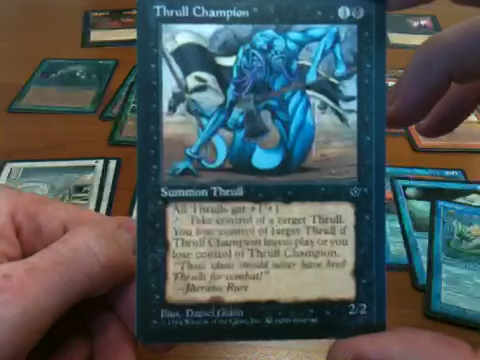 Thrull Champion
Summon Thrull
All Thrulls get +1/+1
Take control of a target Thrull.
You lose control of target Thrull if
Thrull Champion leaves play or you
lose control of Thrull Champion.
"Those idiots should never have bred
Thrulls for combat!"
—Jherana Rure
Illus. Daniel Gelon
2/2